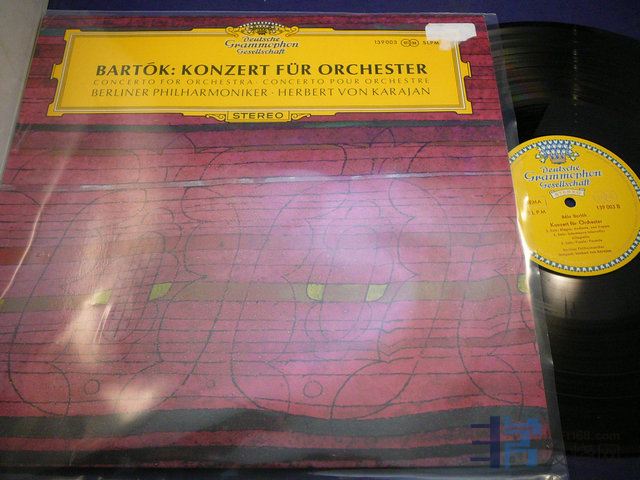 Deutsche
Grammophon
Gesellschaft
139 003 SLPM
BARTÓK: KONZERT FÜR ORCHESTER
CONCERTO FOR ORCHESTRA · CONCERTO POUR ORCHESTRE
BERLINER PHILHARMONIKER · HERBERT VON KARAJAN
STEREO
Deutsche
Grammophon
Gesellschaft
139 003 B
Béla Bartók
Konzert für Orchester